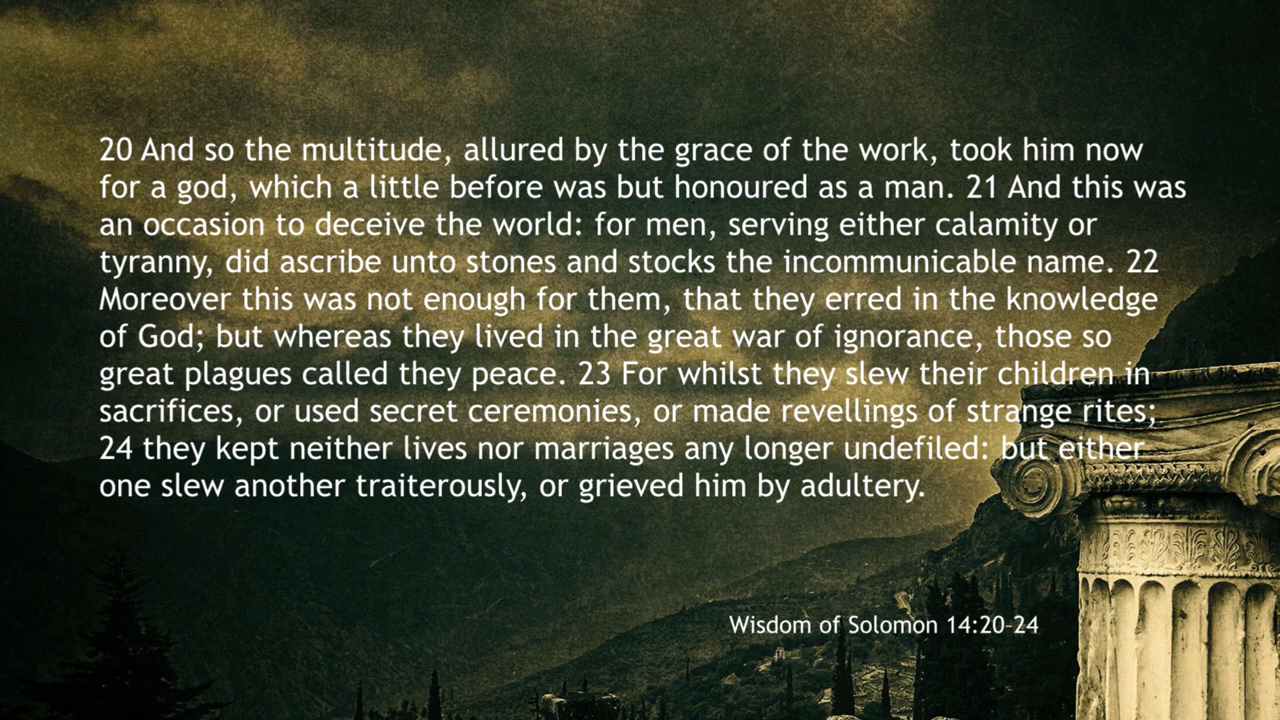 20 And so the multitude, allured by the grace of the work, took him now
for a god, which a little before was but honoured as a man. 21 And this was
an occasion to deceive the world: for men, serving either calamity or
tyranny, did ascribe unto stones and stocks the incommunicable name. 22
Moreover this was not enough for them, that they erred in the knowledge
of God; but whereas they lived in the great war of ignorance, those so
great plagues called they peace. 23 For whilst they slew their children in
sacrifices, or used secret ceremonies, or made revellings of strange rites;
24 they kept neither lives nor marriages any longer undefiled: but either
one slew another traiterously, or grieved him by adultery.
Wisdom of Solomon 14:20-24